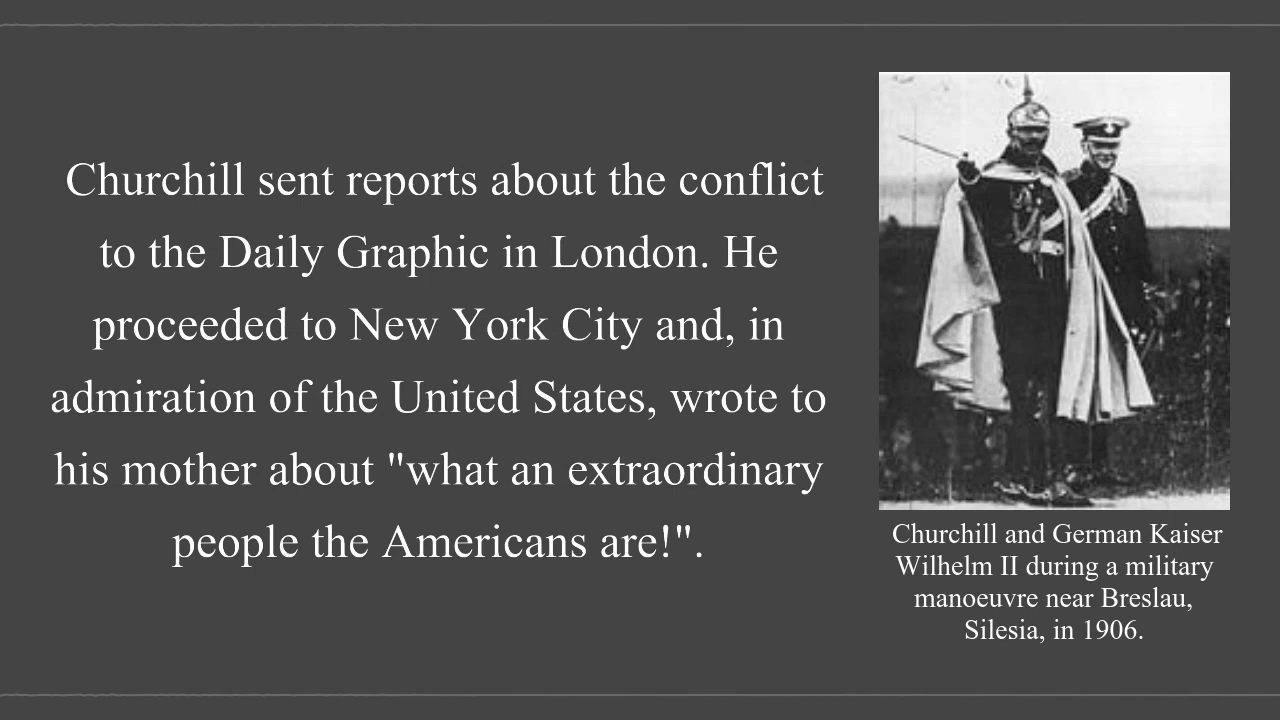 Churchill sent reports about the conflict
to the Daily Graphic in London. He
proceeded to New York City and, in
admiration of the United States, wrote to
his mother about "what an extraordinary
people the Americans are!".
Churchill and German Kaiser
Wilhelm II during a military
manoeuvre near Breslau,
Silesia, in 1906.